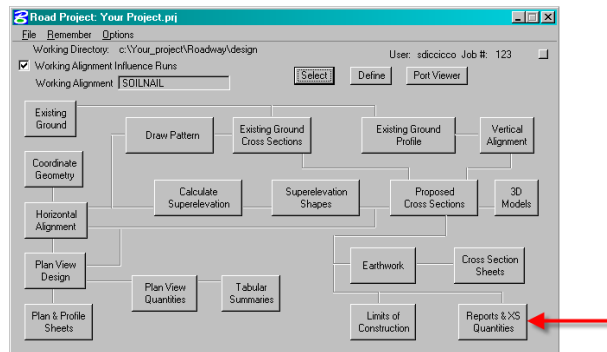 Road Project: Your Project.prj
File Remember Options
Working Directory: c:\Your_project\Roadway\design
User: sdiccicco Job #: 123
Working Alignment Influence Runs
Working Alignment SOILNAIL
Select Define Port Viewer
Existing
Ground
Draw Pattern
Existing Ground
Cross Sections
Existing Ground
Profile
Vertical
Alignment
Coordinate
Geometry
Calculate
Superelevation
Superelevation
Shapes
Proposed
Cross Sections
3D
Models
Horizontal
Alignment
Plan View
Design
Earthwork
Cross Section
Sheets
Plan View
Quantities
Tabular
Summaries
Plan & Profile
Sheets
Limits of
Construction
Reports & XS
Quantities